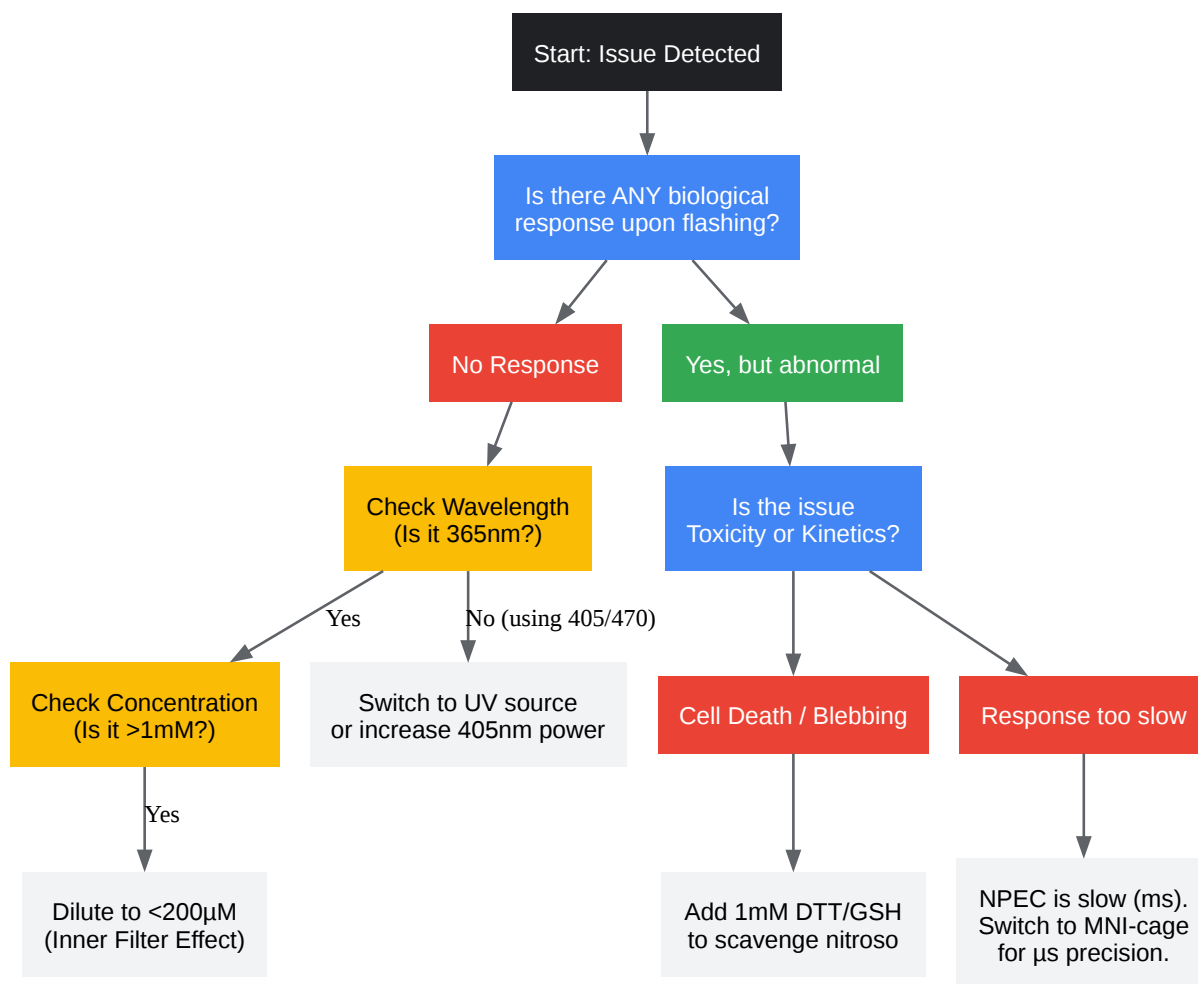 Start: Issue Detected
Is there ANY biological
response upon flashing?
No Response
Yes, but abnormal
Check Wavelength
(Is it 365nm?)
Is the issue
Toxicity or Kinetics?
Yes
No (using 405/470)
Check Concentration
(Is it >1mM?)
Switch to UV source
or increase 405nm power
Cell Death / Blebbing
Response too slow
Yes
Dilute to <200µM
(Inner Filter Effect)
Add 1mM DTT/GSH
to scavenge nitroso
NPEC is slow (ms).
Switch to MNI-cage
for µs precision.